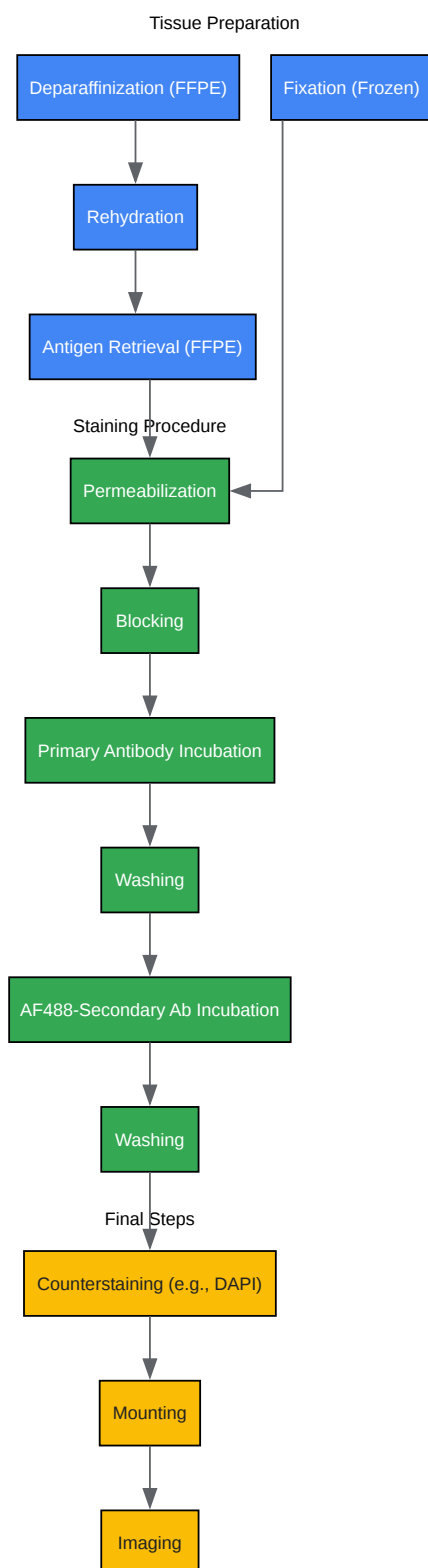 Tissue Preparation
Deparaffinization (FFPE)
Fixation (Frozen)
Rehydration
Antigen Retrieval (FFPE)
Staining Procedure
Permeabilization
Blocking
Primary Antibody Incubation
Washing
AF488-Secondary Ab Incubation
Washing
Final Steps
Counterstaining (e.g., DAPI)
Mounting
Imaging